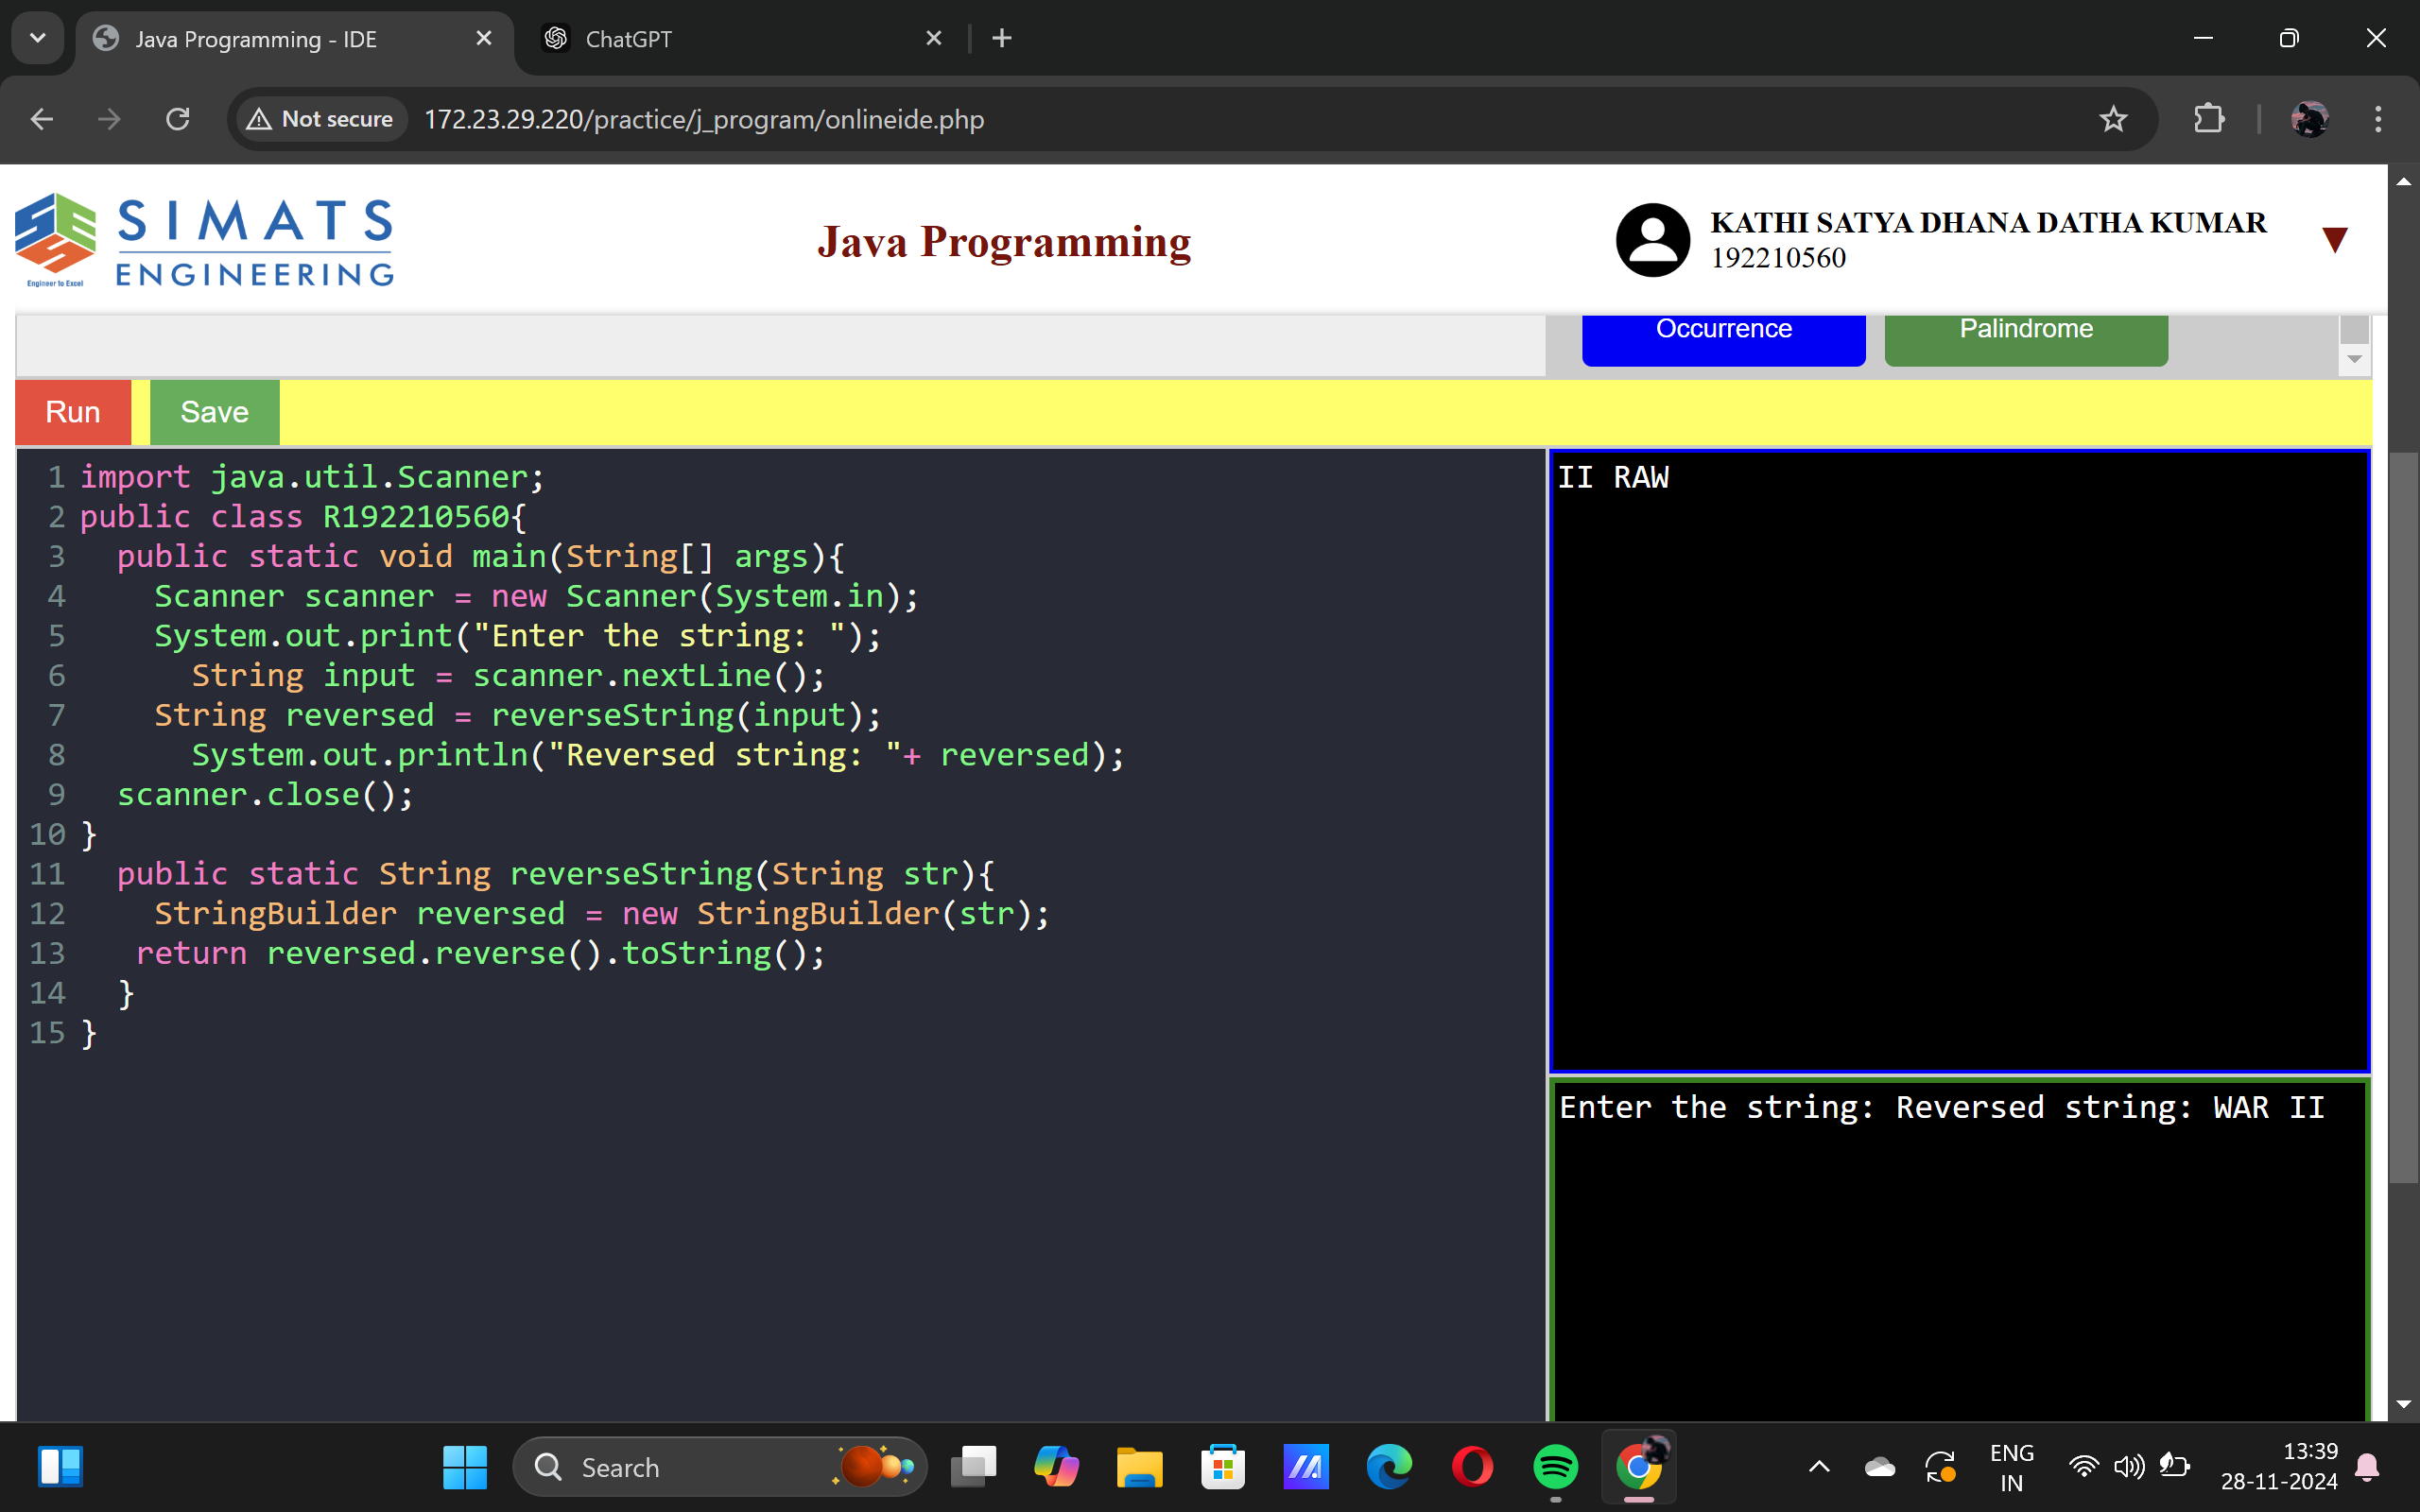 Java Programming - IDE
ChatGPT
Not secure
172.23.29.220/practice/j_program/onlineide.php
SIMATS
ENGINEERING
Engineer to Excel
Java Programming
KATHI SATYA DHANA DATHA KUMAR
192210560
Occurrence
Palindrome
Run
Save
1 import java.util.Scanner;
2 public class R192210560{
3   public static void main(String[] args){
4     Scanner scanner = new Scanner(System.in);
5     System.out.print("Enter the string: ");
6       String input = scanner.nextLine();
7     String reversed = reverseString(input);
8       System.out.println("Reversed string: "+ reversed);
9   scanner.close();
10 }
11   public static String reverseString(String str){
12     StringBuilder reversed = new StringBuilder(str);
13    return reversed.reverse().toString();
14   }
15 }
II RAW
Enter the string: Reversed string: WAR II
Search
ENG
IN
13:39
28-11-2024